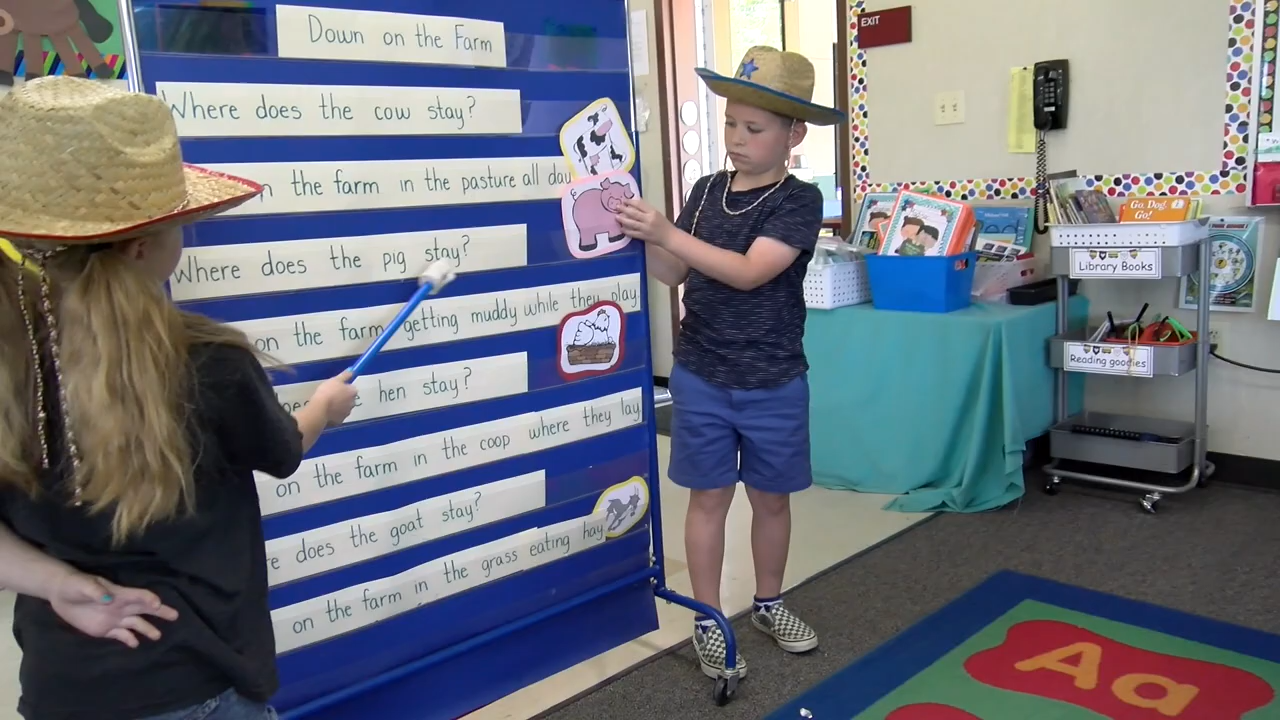 Down on the Farm
Where does the cow stay?
on the farm in the pasture all day
Where does the pig stay?
on the farm getting muddy while they play.
hen stay?
on the farm in the coop where they lay.
does the goat stay?
on the farm in the grass eating hay.
EXIT
Go, Dog. Go!
Library Books
Reading goodies
Aa